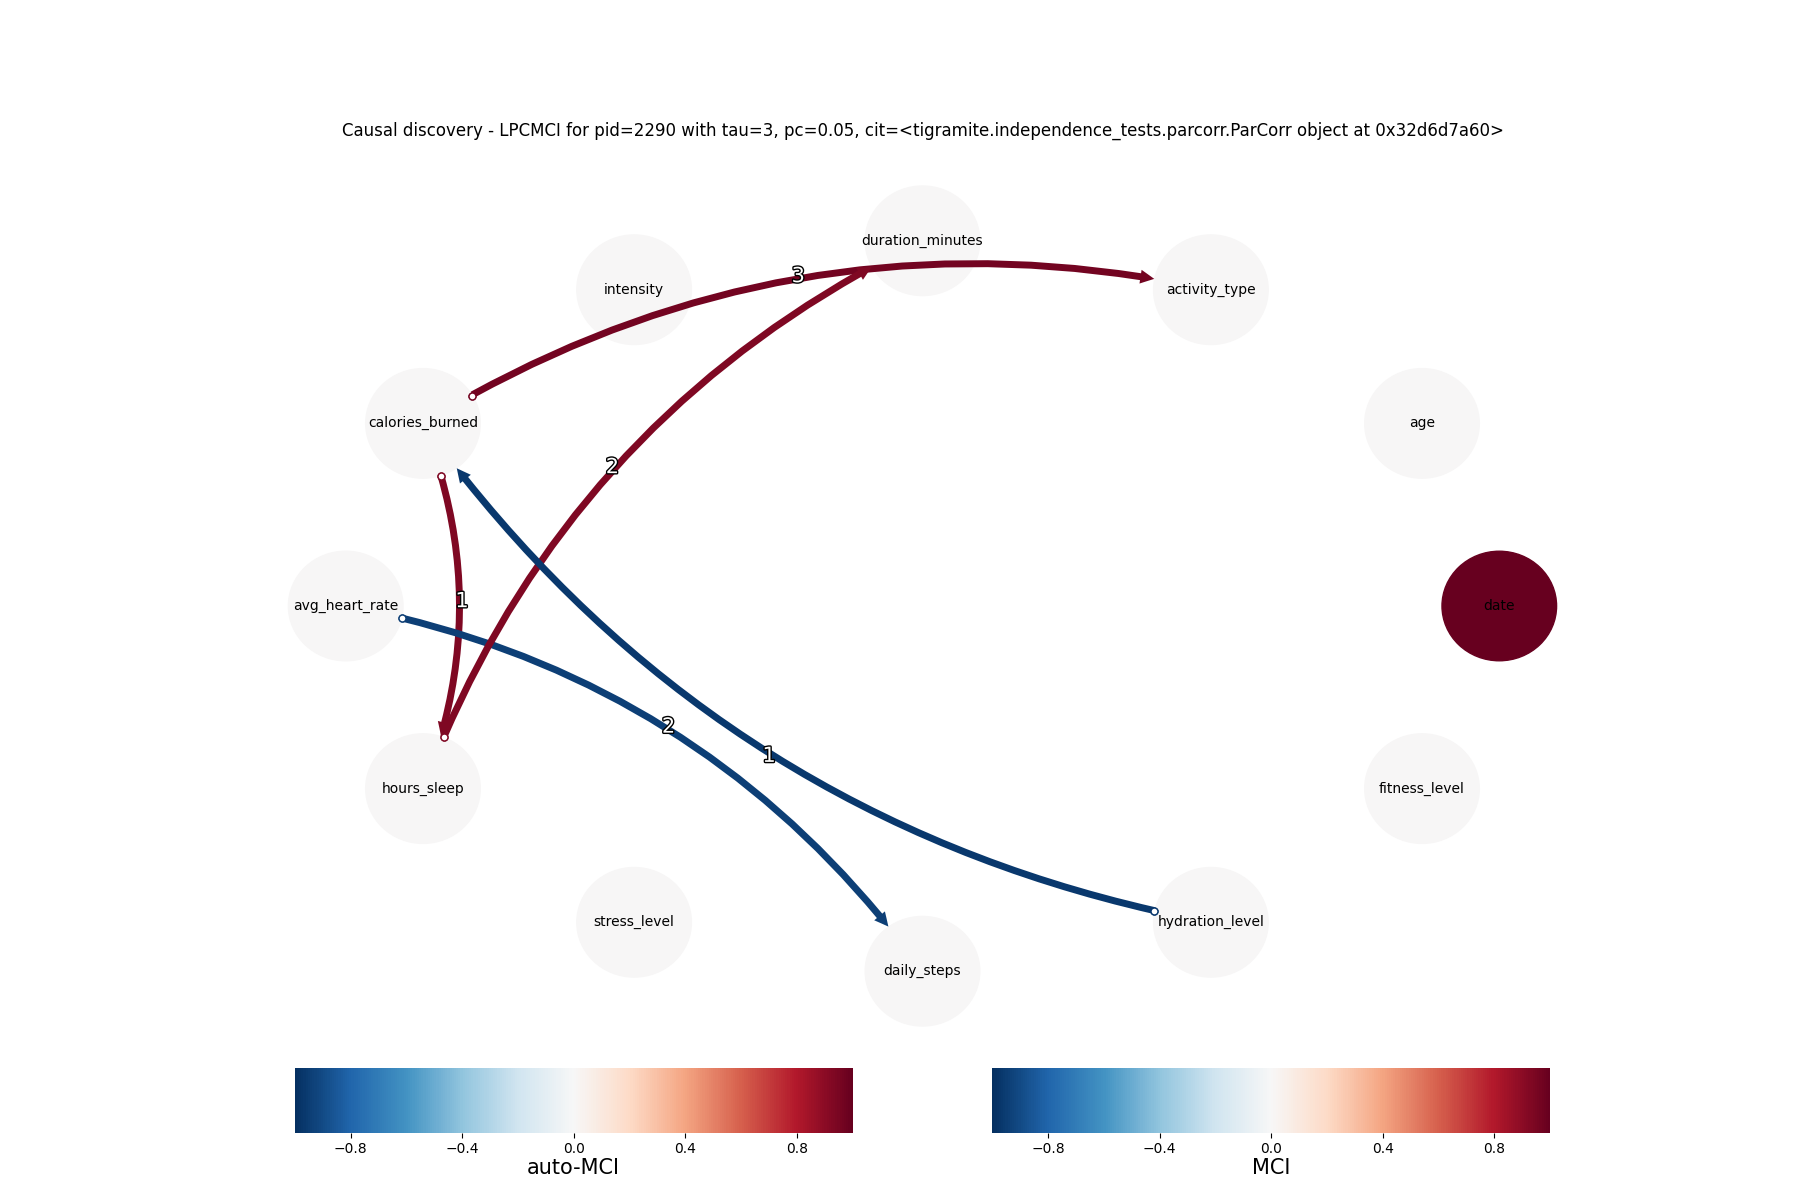 Causal discovery - LPCMCI for pid=2290 with tau=3, pc=0.05, cit=<tigramite.independence_tests.parcorr.ParCorr object at 0x32d6d7a60>
duration_minutes
intensity
activity_type
3
calories_burned
age
2
avg_heart_rate
1
date
hours_sleep
fitness_level
2
1
stress_level
hydration_level
daily_steps
−0.8 −0.4 0.0 0.4 0.8
auto-MCI
−0.8 −0.4 0.0 0.4 0.8
MCI